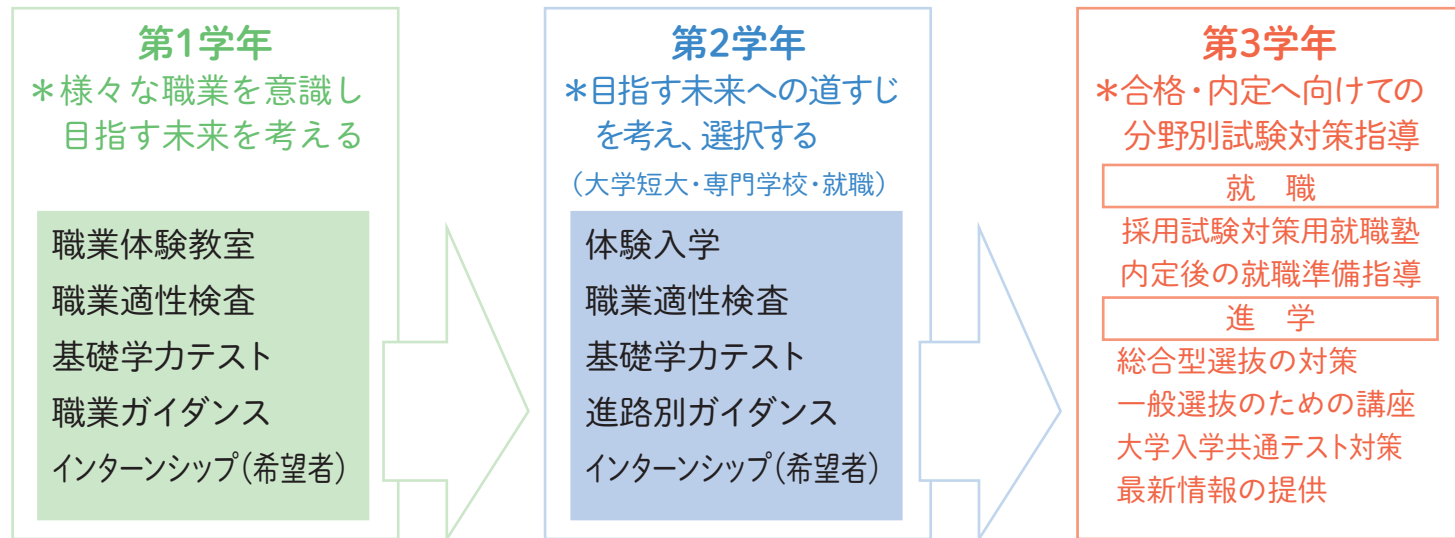 第1学年
＊様々な職業を意識し
目指す未来を考える
職業体験教室
職業適性検査
基礎学力テスト
職業ガイダンス
インターンシップ（希望者）
第2学年
＊目指す未来への道すじ
を考え、選択する
（大学短大・専門学校・就職）
体験入学
職業適性検査
基礎学力テスト
進路別ガイダンス
インターンシップ（希望者）
第3学年
＊合格・内定へ向けての
分野別試験対策指導
就　職
採用試験対策用就職塾
内定後の就職準備指導
進　学
総合型選抜の対策
一般選抜のための講座
大学入学共通テスト対策
最新情報の提供